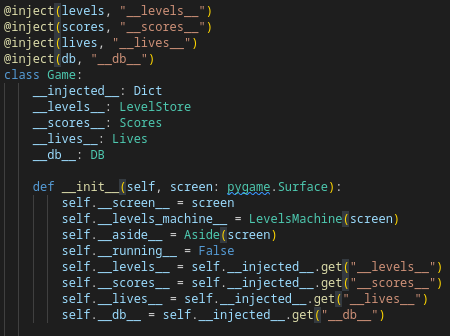 @inject(levels, "__levels__")
@inject(scores, "__scores__")
@inject(lives, "__lives__")
@inject(db, "__db__")
class Game:
    __injected__: Dict
    __levels__: LevelStore
    __scores__: Scores
    __lives__: Lives
    __db__: DB

    def __init__(self, screen: pygame.Surface):
        self.__screen__ = screen
        self.__levels_machine__ = LevelsMachine(screen)
        self.__aside__ = Aside(screen)
        self.__running__ = False
        self.__levels__ = self.__injected__.get("__levels__")
        self.__scores__ = self.__injected__.get("__scores__")
        self.__lives__ = self.__injected__.get("__lives__")
        self.__db__ = self.__injected__.get("__db__")